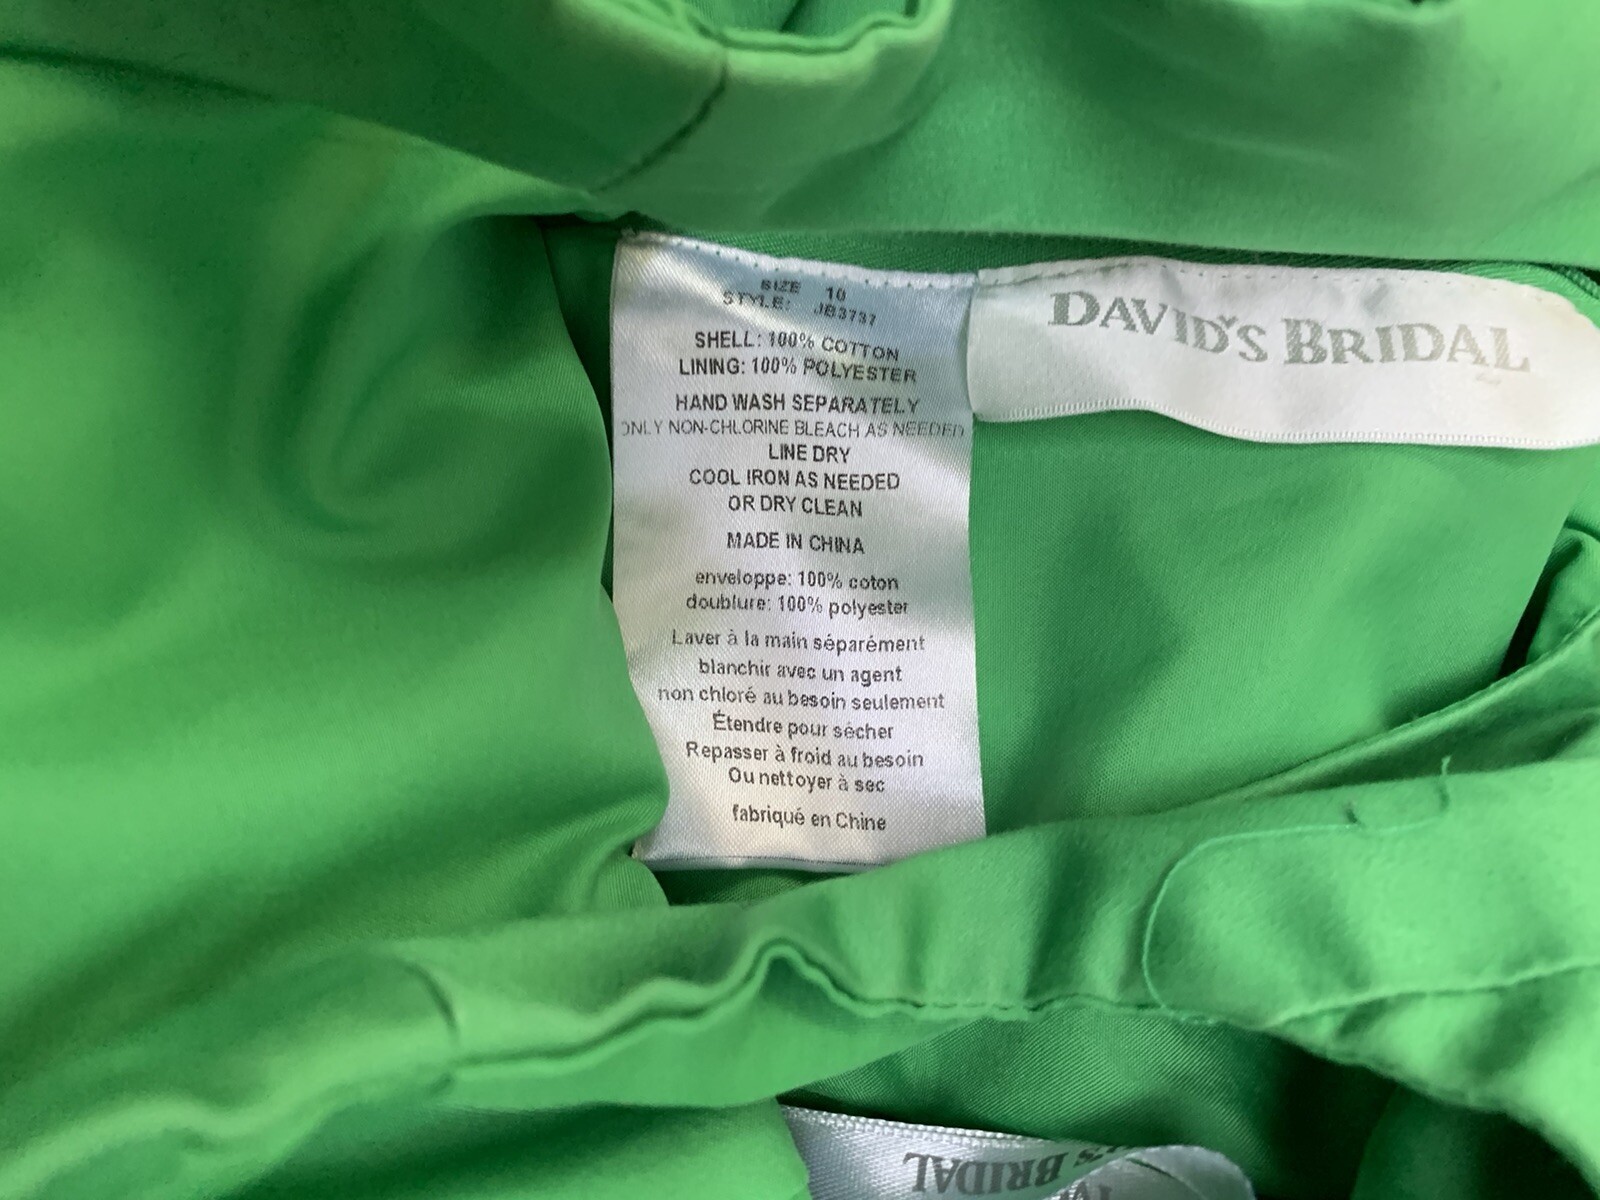 SIZE 10
STYLE: JB3737
SHELL: 100% COTTON
LINING: 100% POLYESTER
HAND WASH SEPARATELY
ONLY NON-CHLORINE BLEACH AS NEEDED
LINE DRY
COOL IRON AS NEEDED
OR DRY CLEAN
MADE IN CHINA
enveloppe: 100% coton
doublure: 100% polyester
Laver à la main séparément
blanchir avec un agent
non chloré au besoin seulement
Étendre pour sécher
Repasser à froid au besoin
Ou nettoyer à sec
fabriqué en Chine
DAVID'S BRIDAL
BRIDAL